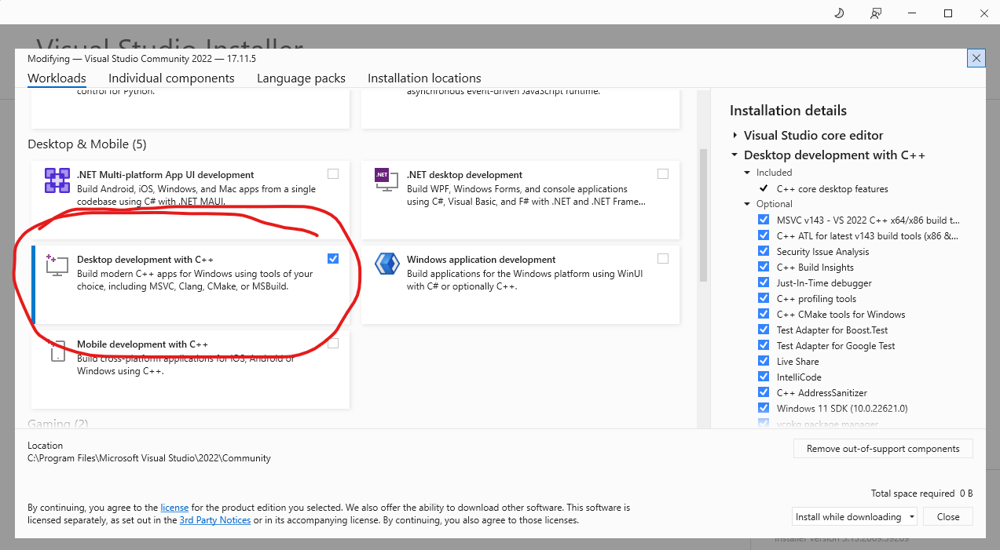 Visual Studio Installer
Modifying — Visual Studio Community 2022 — 17.11.5
Workloads Individual components Language packs Installation locations
control for Python.
asynchronous event-driven JavaScript runtime.
Desktop & Mobile (5)
.NET Multi-platform App UI development
Build Android, iOS, Windows, and Mac apps from a single
codebase using C# with .NET MAUI.
.NET
.NET desktop development
Build WPF, Windows Forms, and console applications
using C#, Visual Basic, and F# with .NET and .NET Frame...
Desktop development with C++
Build modern C++ apps for Windows using tools of your
choice, including MSVC, Clang, CMake, or MSBuild.
Windows application development
Build applications for the Windows platform using WinUI
with C# or optionally C++.
Mobile development with C++
Build cross-platform applications for iOS, Android or
Windows using C++.
Gaming (2)
Installation details
Visual Studio core editor
Desktop development with C++
Included
C++ core desktop features
Optional
MSVC v143 - VS 2022 C++ x64/x86 build t...
C++ ATL for latest v143 build tools (x86 &...
Security Issue Analysis
C++ Build Insights
Just-In-Time debugger
C++ profiling tools
C++ CMake tools for Windows
Test Adapter for Boost.Test
Test Adapter for Google Test
Live Share
IntelliCode
C++ AddressSanitizer
Windows 11 SDK (10.0.22621.0)
vcpkg package manager
Location
C:\Program Files\Microsoft Visual Studio\2022\Community
Remove out-of-support components
By continuing, you agree to the license for the product edition you selected. We also offer the ability to download other software. This software is
licensed separately, as set out in the 3rd Party Notices or in its accompanying license. By continuing, you also agree to those licenses.
Total space required 0 B
Install while downloading
Close
Installer version 3.13.2069.59209